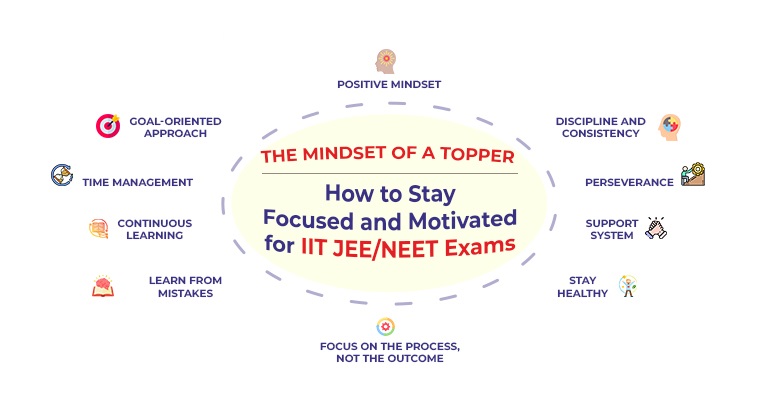 POSITIVE MINDSET
GOAL-ORIENTED
APPROACH
DISCIPLINE AND
CONSISTENCY
THE MINDSET OF A TOPPER
How to Stay
Focused and Motivated
for IIT JEE/NEET Exams
TIME MANAGEMENT
PERSEVERANCE
CONTINUOUS
LEARNING
SUPPORT
SYSTEM
LEARN FROM
MISTAKES
STAY
HEALTHY
FOCUS ON THE PROCESS,
NOT THE OUTCOME